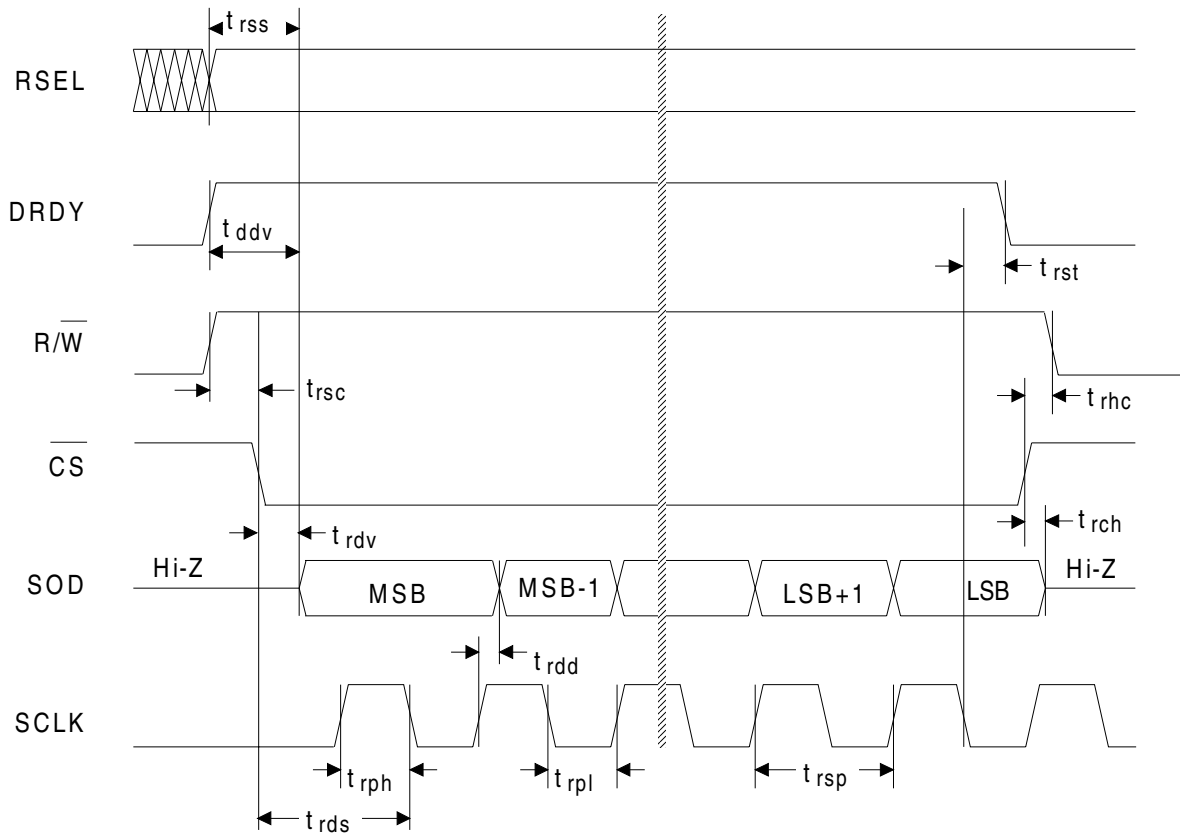 t rss
RSEL
DRDY
t ddv
t rst
R/W̅
t rsc
t rhc
C̅S̅
t rdv
t rch
Hi-Z
Hi-Z
SOD
MSB
MSB-1
LSB+1
LSB
t rdd
SCLK
t rph
t rpl
t rsp
t rds